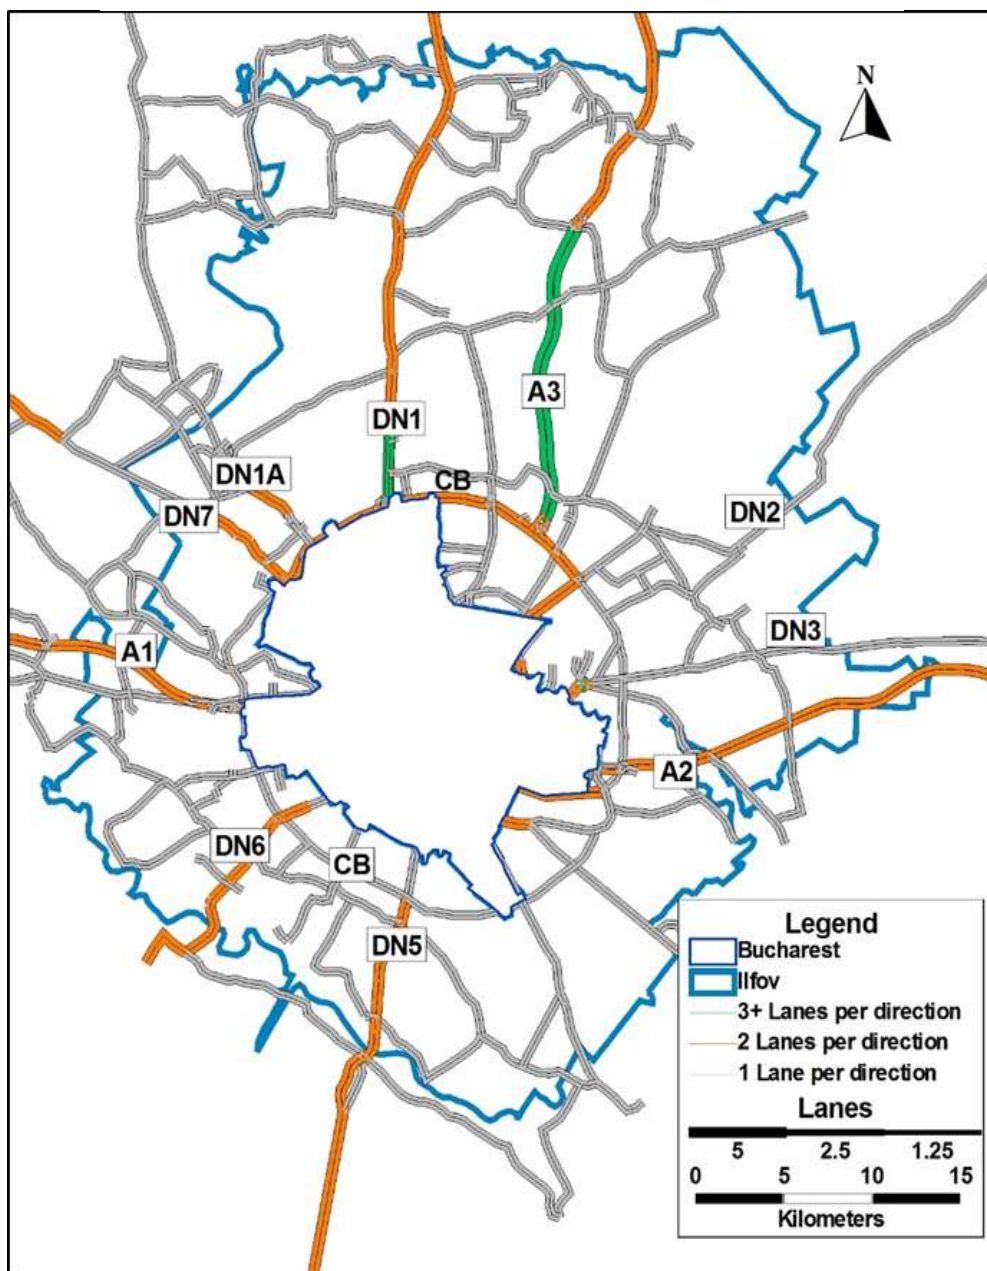 N
A3
DN1
CB
DN1A
DN7
DN2
DN3
A1
A2
DN6
CB
DN5
Legend
Bucharest
Ilfov
3+ Lanes per direction
2 Lanes per direction
1 Lane per direction
Lanes
5 2.5 1.25
0 5 10 15
Kilometers